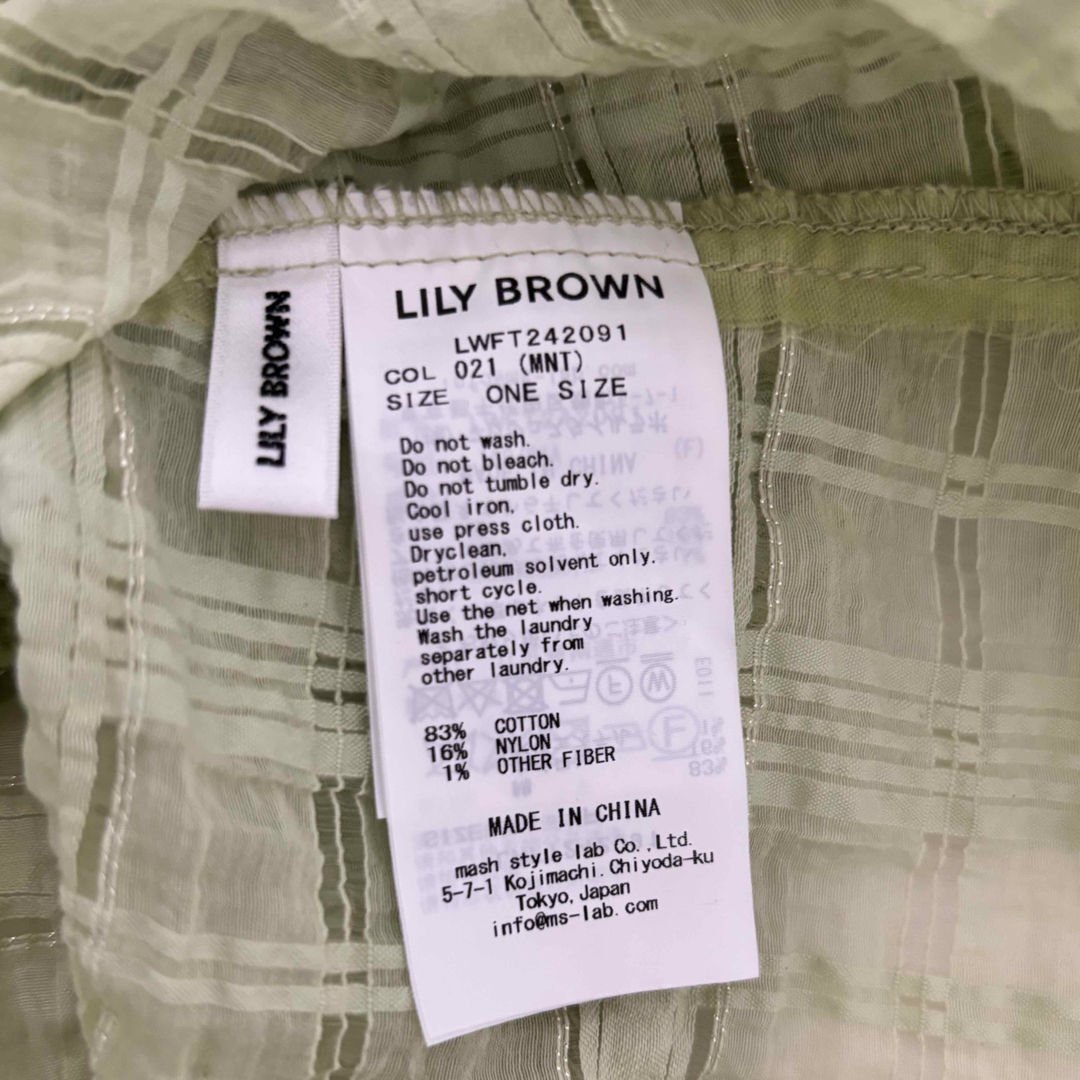 LILY BROWN
LILY BROWN
LWFT242091
COL 021 (MNT)
SIZE ONE SIZE
Do not wash.
Do not bleach.
Do not tumble dry.
Cool iron,
use press cloth.
Dryclean,
petroleum solvent only.
short cycle.
Use the net when washing.
Wash the laundry
separately from
other laundry.
83% COTTON
16% NYLON
1% OTHER FIBER
MADE IN CHINA
mash style lab Co.,Ltd.
5-7-1 Kojimachi. Chiyoda-ku
Tokyo, Japan
info@ms-lab.com